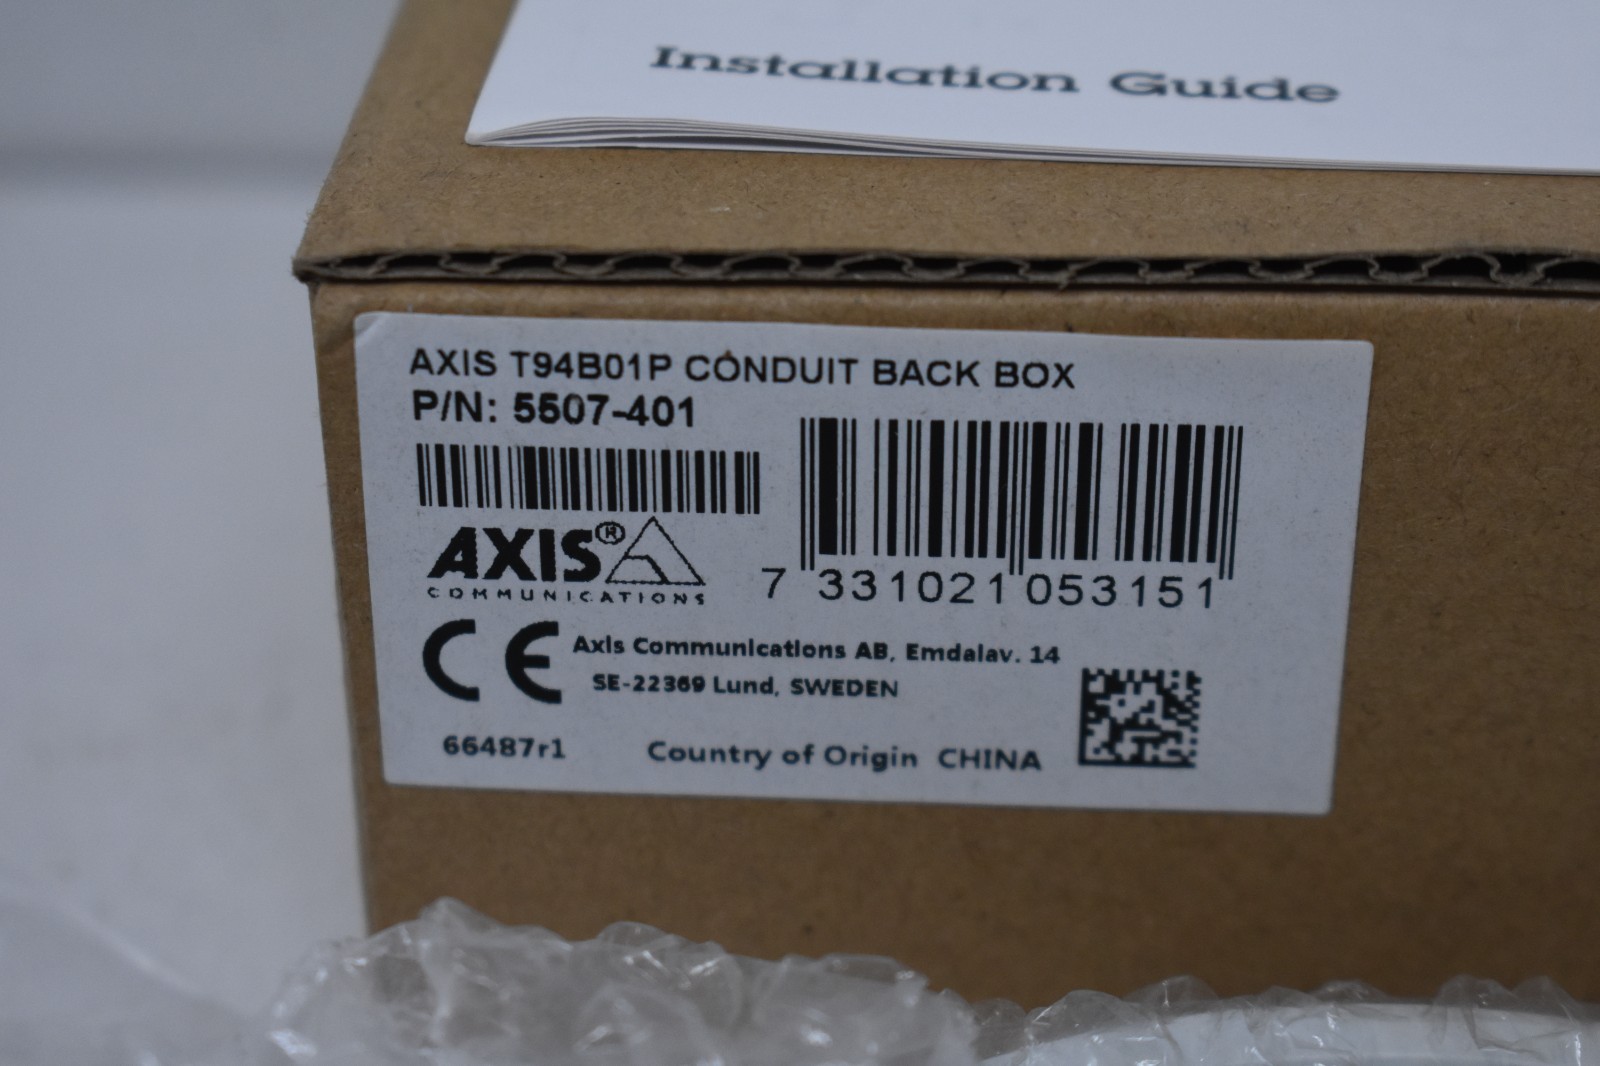 Installation Guide
AXIS T94B01P CONDUIT BACK BOX
P/N: 5507-401
AXIS®
COMMUNICATIONS
7 331021 053151
CE Axis Communications AB, Emdalav. 14
SE-22369 Lund, SWEDEN
66487r1 Country of Origin CHINA